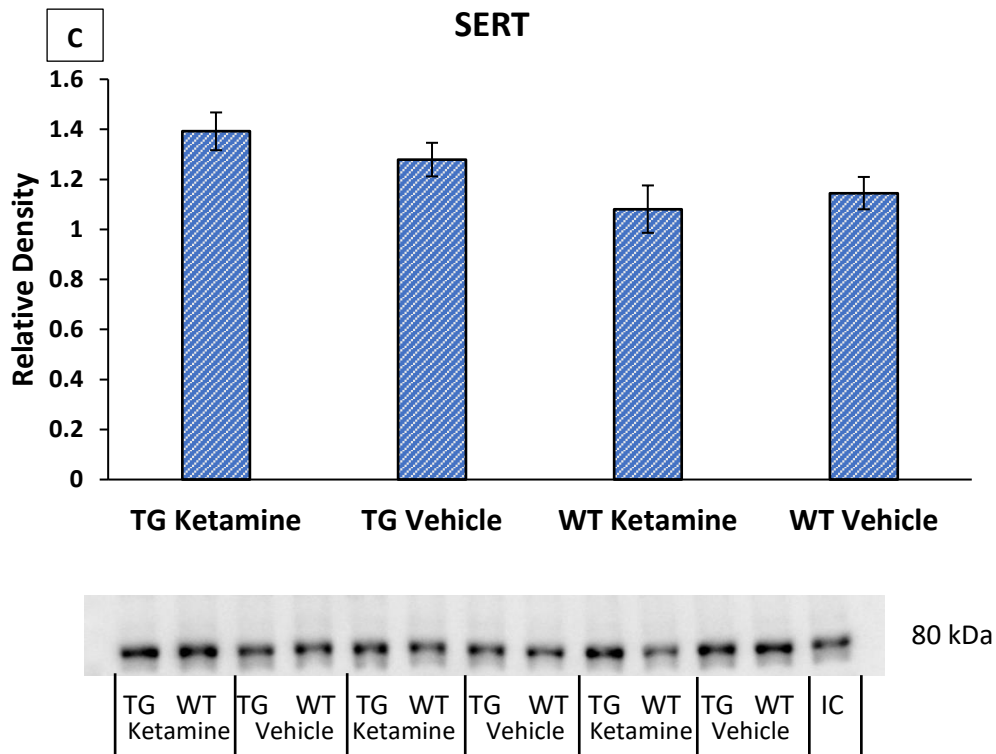 C
SERT
1.6
1.4
1.2
1
0.8
0.6
0.4
0.2
0
Relative Density
TG Ketamine TG Vehicle WT Ketamine WT Vehicle
80 kDa
TG WT TG WT TG WT TG WT TG WT TG WT IC
Ketamine Vehicle Ketamine Vehicle Ketamine Vehicle